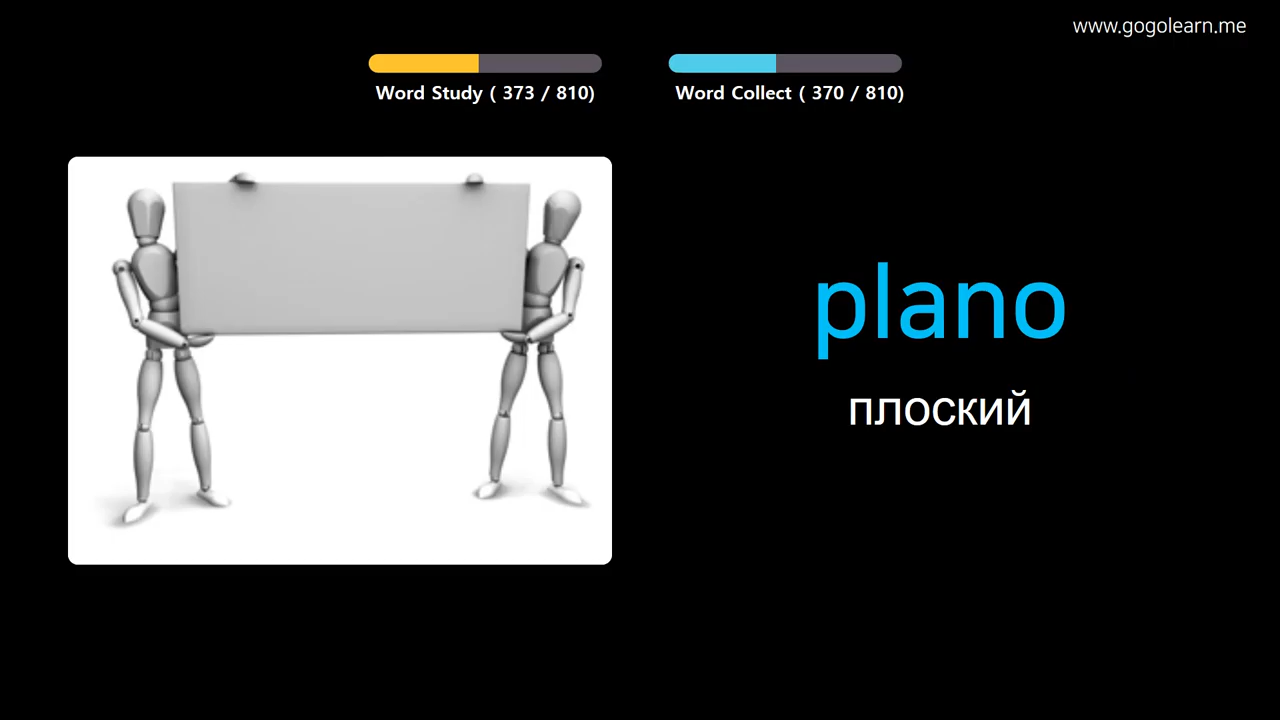 www.gogolearn.me
Word Study ( 373 / 810)
Word Collect ( 370 / 810)
plano
плоский